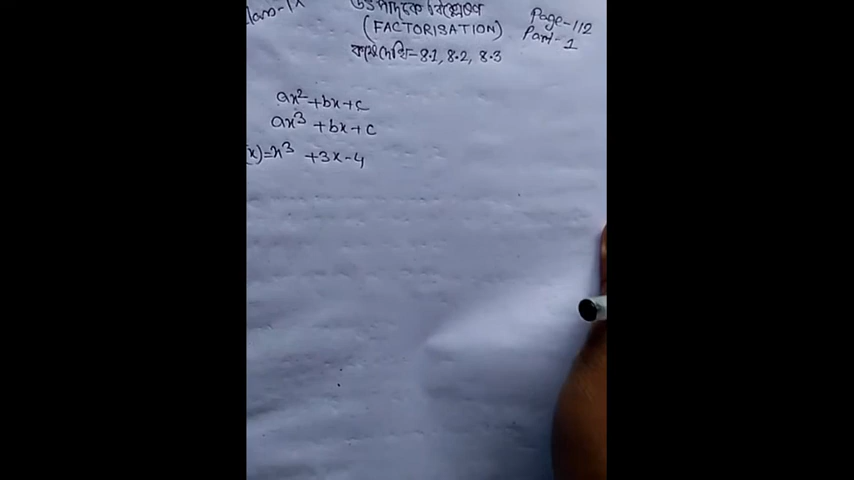 Class-IX
উৎপাদকে বিশ্লেষণ
(FACTORISATION)
Page-112
Part-1
কষে দেখি-8.1, 8.2, 8.3
ax²+bx+c
ax³+bx+c
(x)=x³+3x-4